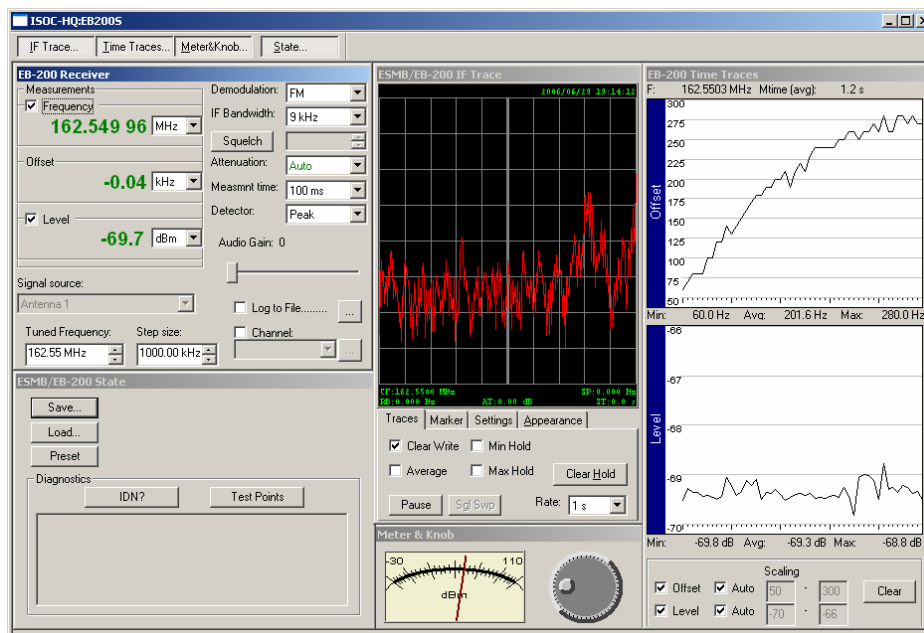 ISOC-HQ:EB200S
IF Trace... Time Traces... Meter&Knob... State...
EB-200 Receiver
Measurements
Frequency
162.549 96 MHz
Offset
-0.04 kHz
Level
-69.7 dBm
Signal source:
Antenna 1
Tuned Frequency: Step size:
162.55 MHz 1000.00 kHz
Demodulation: FM
IF Bandwidth: 9 kHz
Squelch
Attenuation: Auto
Measmnt time: 100 ms
Detector: Peak
Audio Gain: 0
Log to File......... ...
Channel:
...
ESMB/EB-200 State
Save...
Load...
Preset
Diagnostics
IDN? Test Points
ESMB/EB-200 IF Trace
2006/06/29 19:14:12
CF:162.5500 MHz SP:0.000 Hz
RB:0.000 Hz AT:0.00 dB ST:0.0 s
Traces Marker Settings Appearance
Clear Write Min Hold
Average Max Hold Clear Hold
Pause Sgl Swp Rate: 1 s
Meter & Knob
-30 110
dBm
EB-200 Time Traces
F: 162.5503 MHz Mtime (avg): 1.2 s
Offset
300
275
250
225
200
175
150
125
100
75
50
Min: 60.0 Hz Avg: 201.6 Hz Max: 280.0 Hz
Level
-66
-67
-68
-69
-70
Min: -69.8 dB Avg: -69.3 dB Max: -68.8 dB
Scaling
Offset Auto 50 - 300 Clear
Level Auto -70 - -66